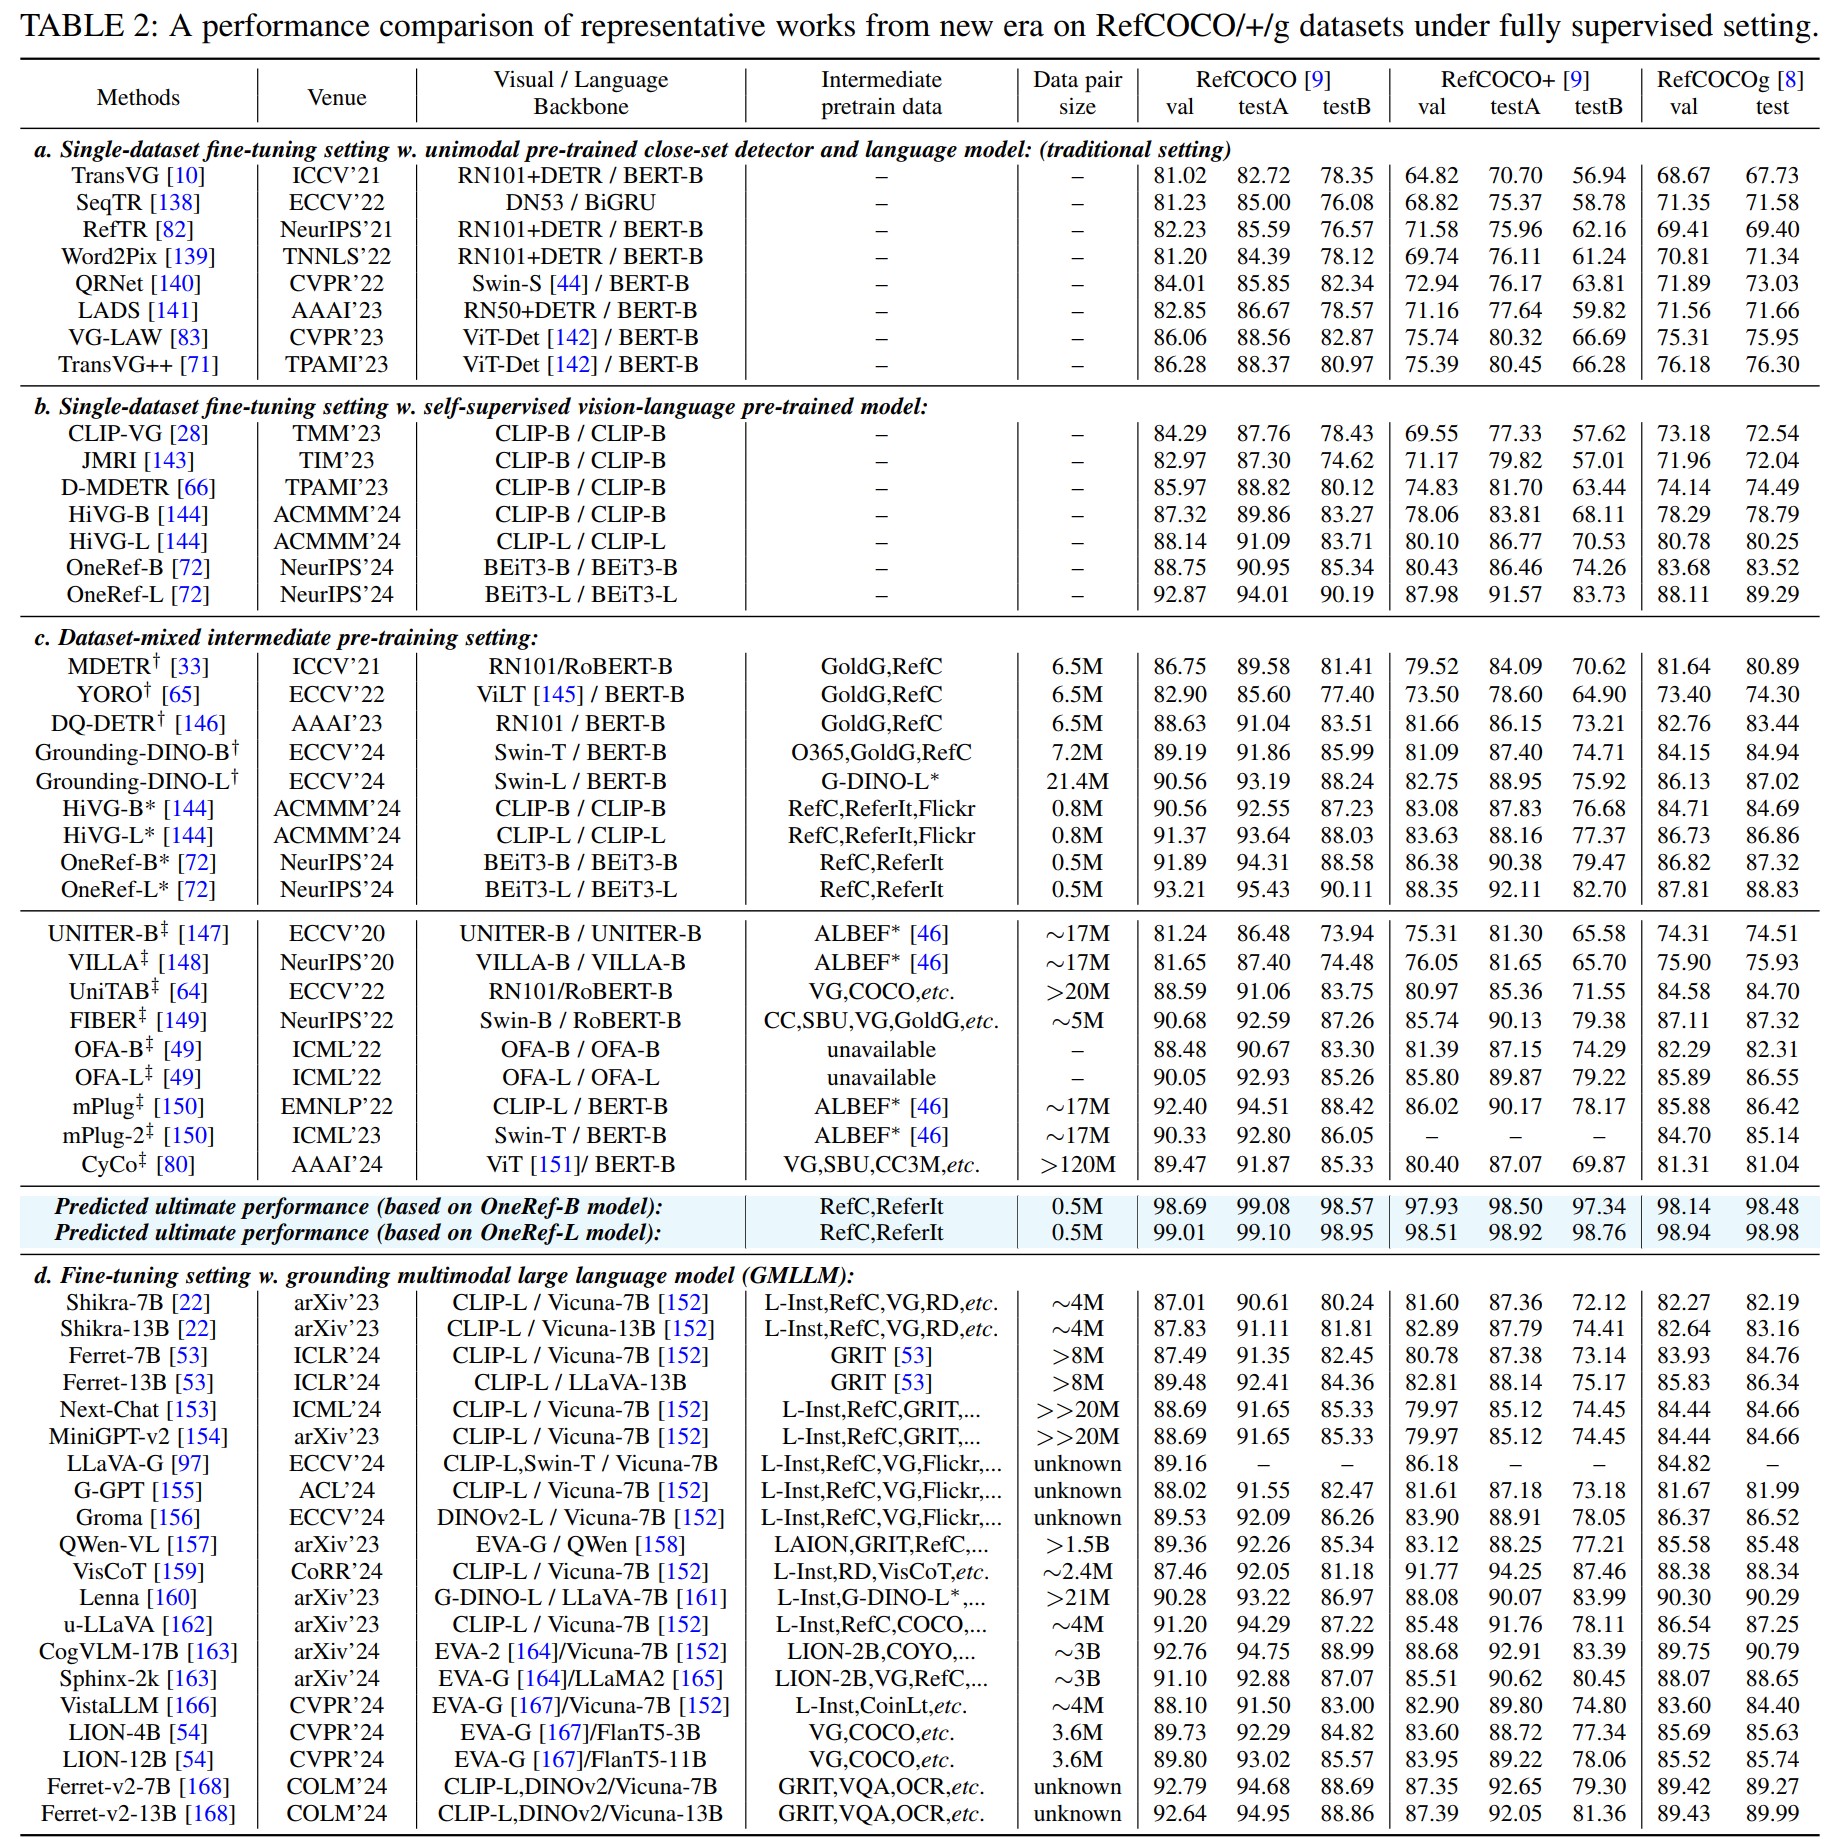 TABLE 2: A performance comparison of representative works from new era on RefCOCO/+/g datasets under fully supervised setting.
Methods Venue Visual / Language Backbone Intermediate pretrain data Data pair size RefCOCO [9] RefCOCO+ [9] RefCOCOg [8]
val testA testB val testA testB val test
a. Single-dataset fine-tuning setting w. unimodal pre-trained close-set detector and language model: (traditional setting)
TransVG [10] ICCV'21 RN101+DETR / BERT-B – – 81.02 82.72 78.35 64.82 70.70 56.94 68.67 67.73
SeqTR [138] ECCV'22 DN53 / BiGRU – – 81.23 85.00 76.08 68.82 75.37 58.78 71.35 71.58
RefTR [82] NeurIPS'21 RN101+DETR / BERT-B – – 82.23 85.59 76.57 71.58 75.96 62.16 69.41 69.40
Word2Pix [139] TNNLS'22 RN101+DETR / BERT-B – – 81.20 84.39 78.12 69.74 76.11 61.24 70.81 71.34
QRNet [140] CVPR'22 Swin-S [44] / BERT-B – – 84.01 85.85 82.34 72.94 76.17 63.81 71.89 73.03
LADS [141] AAAI'23 RN50+DETR / BERT-B – – 82.85 86.67 78.57 71.16 77.64 59.82 71.56 71.66
VG-LAW [83] CVPR'23 ViT-Det [142] / BERT-B – – 86.06 88.56 82.87 75.74 80.32 66.69 75.31 75.95
TransVG++ [71] TPAMI'23 ViT-Det [142] / BERT-B – – 86.28 88.37 80.97 75.39 80.45 66.28 76.18 76.30
b. Single-dataset fine-tuning setting w. self-supervised vision-language pre-trained model:
CLIP-VG [28] TMM'23 CLIP-B / CLIP-B – – 84.29 87.76 78.43 69.55 77.33 57.62 73.18 72.54
JMRI [143] TIM'23 CLIP-B / CLIP-B – – 82.97 87.30 74.62 71.17 79.82 57.01 71.96 72.04
D-MDETR [66] TPAMI'23 CLIP-B / CLIP-B – – 85.97 88.82 80.12 74.83 81.70 63.44 74.14 74.49
HiVG-B [144] ACMMM'24 CLIP-B / CLIP-B – – 87.32 89.86 83.27 78.06 83.81 68.11 78.29 78.79
HiVG-L [144] ACMMM'24 CLIP-L / CLIP-L – – 88.14 91.09 83.71 80.10 86.77 70.53 80.78 80.25
OneRef-B [72] NeurIPS'24 BEiT3-B / BEiT3-B – – 88.75 90.95 85.34 80.43 86.46 74.26 83.68 83.52
OneRef-L [72] NeurIPS'24 BEiT3-L / BEiT3-L – – 92.87 94.01 90.19 87.98 91.57 83.73 88.11 89.29
c. Dataset-mixed intermediate pre-training setting:
MDETR† [33] ICCV'21 RN101/RoBERT-B GoldG,RefC 6.5M 86.75 89.58 81.41 79.52 84.09 70.62 81.64 80.89
YORO† [65] ECCV'22 ViLT [145] / BERT-B GoldG,RefC 6.5M 82.90 85.60 77.40 73.50 78.60 64.90 73.40 74.30
DQ-DETR† [146] AAAI'23 RN101 / BERT-B GoldG,RefC 6.5M 88.63 91.04 83.51 81.66 86.15 73.21 82.76 83.44
Grounding-DINO-B† ECCV'24 Swin-T / BERT-B O365,GoldG,RefC 7.2M 89.19 91.86 85.99 81.09 87.40 74.71 84.15 84.94
Grounding-DINO-L† ECCV'24 Swin-L / BERT-B G-DINO-L* 21.4M 90.56 93.19 88.24 82.75 88.95 75.92 86.13 87.02
HiVG-B* [144] ACMMM'24 CLIP-B / CLIP-B RefC,ReferIt,Flickr 0.8M 90.56 92.55 87.23 83.08 87.83 76.68 84.71 84.69
HiVG-L* [144] ACMMM'24 CLIP-L / CLIP-L RefC,ReferIt,Flickr 0.8M 91.37 93.64 88.03 83.63 88.16 77.37 86.73 86.86
OneRef-B* [72] NeurIPS'24 BEiT3-B / BEiT3-B RefC,ReferIt 0.5M 91.89 94.31 88.58 86.38 90.38 79.47 86.82 87.32
OneRef-L* [72] NeurIPS'24 BEiT3-L / BEiT3-L RefC,ReferIt 0.5M 93.21 95.43 90.11 88.35 92.11 82.70 87.81 88.83
UNITER-B‡ [147] ECCV'20 UNITER-B / UNITER-B ALBEF* [46] ∼17M 81.24 86.48 73.94 75.31 81.30 65.58 74.31 74.51
VILLA‡ [148] NeurIPS'20 VILLA-B / VILLA-B ALBEF* [46] ∼17M 81.65 87.40 74.48 76.05 81.65 65.70 75.90 75.93
UniTAB‡ [64] ECCV'22 RN101/RoBERT-B VG,COCO,etc. >20M 88.59 91.06 83.75 80.97 85.36 71.55 84.58 84.70
FIBER‡ [149] NeurIPS'22 Swin-B / RoBERT-B CC,SBU,VG,GoldG,etc. ∼5M 90.68 92.59 87.26 85.74 90.13 79.38 87.11 87.32
OFA-B‡ [49] ICML'22 OFA-B / OFA-B unavailable – 88.48 90.67 83.30 81.39 87.15 74.29 82.29 82.31
OFA-L‡ [49] ICML'22 OFA-L / OFA-L unavailable – 90.05 92.93 85.26 85.80 89.87 79.22 85.89 86.55
mPlug‡ [150] EMNLP'22 CLIP-L / BERT-B ALBEF* [46] ∼17M 92.40 94.51 88.42 86.02 90.17 78.17 85.88 86.42
mPlug-2‡ [150] ICML'23 Swin-T / BERT-B ALBEF* [46] ∼17M 90.33 92.80 86.05 – – – 84.70 85.14
CyCo‡ [80] AAAI'24 ViT [151]/ BERT-B VG,SBU,CC3M,etc. >120M 89.47 91.87 85.33 80.40 87.07 69.87 81.31 81.04
Predicted ultimate performance (based on OneRef-B model): RefC,ReferIt 0.5M 98.69 99.08 98.57 97.93 98.50 97.34 98.14 98.48
Predicted ultimate performance (based on OneRef-L model): RefC,ReferIt 0.5M 99.01 99.10 98.95 98.51 98.92 98.76 98.94 98.98
d. Fine-tuning setting w. grounding multimodal large language model (GMLLM):
Shikra-7B [22] arXiv'23 CLIP-L / Vicuna-7B [152] L-Inst,RefC,VG,RD,etc. ∼4M 87.01 90.61 80.24 81.60 87.36 72.12 82.27 82.19
Shikra-13B [22] arXiv'23 CLIP-L / Vicuna-13B [152] L-Inst,RefC,VG,RD,etc. ∼4M 87.83 91.11 81.81 82.89 87.79 74.41 82.64 83.16
Ferret-7B [53] ICLR'24 CLIP-L / Vicuna-7B [152] GRIT [53] >8M 87.49 91.35 82.45 80.78 87.38 73.14 83.93 84.76
Ferret-13B [53] ICLR'24 CLIP-L / LLaVA-13B GRIT [53] >8M 89.48 92.41 84.36 82.81 88.14 75.17 85.83 86.34
Next-Chat [153] ICML'24 CLIP-L / Vicuna-7B [152] L-Inst,RefC,GRIT,... >>20M 88.69 91.65 85.33 79.97 85.12 74.45 84.44 84.66
MiniGPT-v2 [154] arXiv'23 CLIP-L / Vicuna-7B [152] L-Inst,RefC,GRIT,... >>20M 88.69 91.65 85.33 79.97 85.12 74.45 84.44 84.66
LLaVA-G [97] ECCV'24 CLIP-L,Swin-T / Vicuna-7B L-Inst,RefC,VG,Flickr,... unknown 89.16 – – 86.18 – – 84.82 –
G-GPT [155] ACL'24 CLIP-L / Vicuna-7B [152] L-Inst,RefC,VG,Flickr,... unknown 88.02 91.55 82.47 81.61 87.18 73.18 81.67 81.99
Groma [156] ECCV'24 DINOv2-L / Vicuna-7B [152] L-Inst,RefC,VG,Flickr,... unknown 89.53 92.09 86.26 83.90 88.91 78.05 86.37 86.52
QWen-VL [157] arXiv'23 EVA-G / QWen [158] LAION,GRIT,RefC,... >1.5B 89.36 92.26 85.34 83.12 88.25 77.21 85.58 85.48
VisCoT [159] CoRR'24 CLIP-L / Vicuna-7B [152] L-Inst,RD,VisCoT,etc. ∼2.4M 87.46 92.05 81.18 91.77 94.25 87.46 88.38 88.34
Lenna [160] arXiv'23 G-DINO-L / LLaVA-7B [161] L-Inst,G-DINO-L*,... >21M 90.28 93.22 86.97 88.08 90.07 83.99 90.30 90.29
u-LLaVA [162] arXiv'23 CLIP-L / Vicuna-7B [152] L-Inst,RefC,COCO,... ∼4M 91.20 94.29 87.22 85.48 91.76 78.11 86.54 87.25
CogVLM-17B [163] arXiv'24 EVA-2 [164]/Vicuna-7B [152] LION-2B,COYO,... ∼3B 92.76 94.75 88.99 88.68 92.91 83.39 89.75 90.79
Sphinx-2k [163] arXiv'24 EVA-G [164]/LLaMA2 [165] LION-2B,VG,RefC,... ∼3B 91.10 92.88 87.07 85.51 90.62 80.45 88.07 88.65
VistaLLM [166] CVPR'24 EVA-G [167]/Vicuna-7B [152] L-Inst,CoinLt,etc. ∼4M 88.10 91.50 83.00 82.90 89.80 74.80 83.60 84.40
LION-4B [54] CVPR'24 EVA-G [167]/FlanT5-3B VG,COCO,etc. 3.6M 89.73 92.29 84.82 83.60 88.72 77.34 85.69 85.63
LION-12B [54] CVPR'24 EVA-G [167]/FlanT5-11B VG,COCO,etc. 3.6M 89.80 93.02 85.57 83.95 89.22 78.06 85.52 85.74
Ferret-v2-7B [168] COLM'24 CLIP-L,DINOv2/Vicuna-7B GRIT,VQA,OCR,etc. unknown 92.79 94.68 88.69 87.35 92.65 79.30 89.42 89.27
Ferret-v2-13B [168] COLM'24 CLIP-L,DINOv2/Vicuna-13B GRIT,VQA,OCR,etc. unknown 92.64 94.95 88.86 87.39 92.05 81.36 89.43 89.99